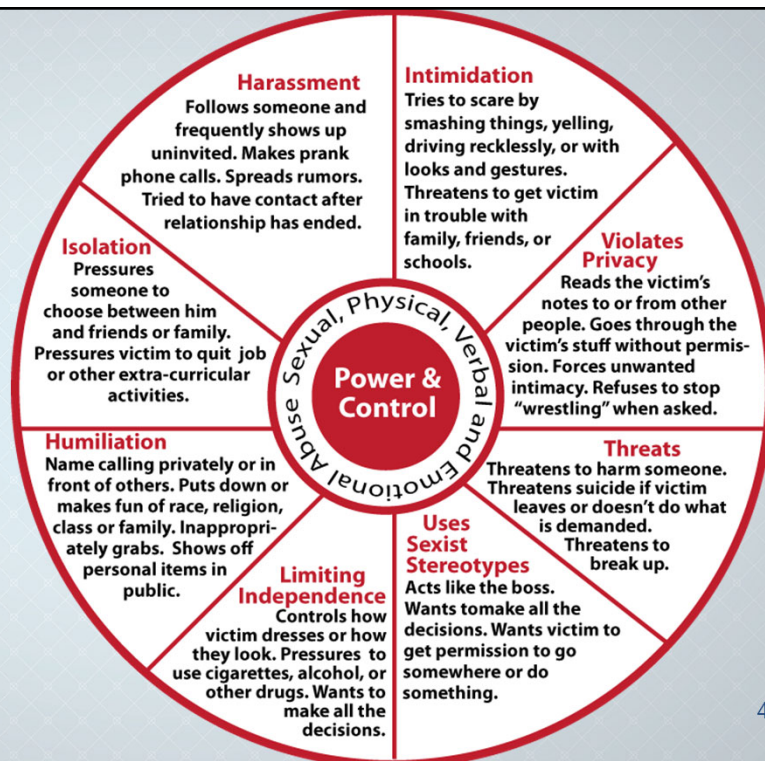 Harassment
Follows someone and
frequently shows up
uninvited. Makes prank
phone calls. Spreads rumors.
Tried to have contact after
relationship has ended.
Intimidation
Tries to scare by
smashing things, yelling,
driving recklessly, or with
looks and gestures.
Threatens to get victim
in trouble with
family, friends, or
schools.
Violates
Privacy
Reads the victim's
notes to or from other
people. Goes through the
victim's stuff without permis-
sion. Forces unwanted
intimacy. Refuses to stop
"wrestling" when asked.
Threats
Threatens to harm someone.
Threatens suicide if victim
leaves or doesn't do what
is demanded.
Threatens to
break up.
Uses
Sexist
Stereotypes
Acts like the boss.
Wants tomake all the
decisions. Wants victim to
get permission to go
somewhere or do
something.
Limiting
Independence
Controls how
victim dresses or how
they look. Pressures to
use cigarettes, alcohol, or
other drugs. Wants to
make all the
decisions.
Humiliation
Name calling privately or in
front of others. Puts down or
makes fun of race, religion,
class or family. Inappropri-
ately grabs. Shows off
personal items in
public.
Isolation
Pressures
someone to
choose between him
and friends or family.
Pressures victim to quit job
or other extra-curricular
activities.
Sexual, Physical, Verbal and Emotional Abuse
Power &
Control
4